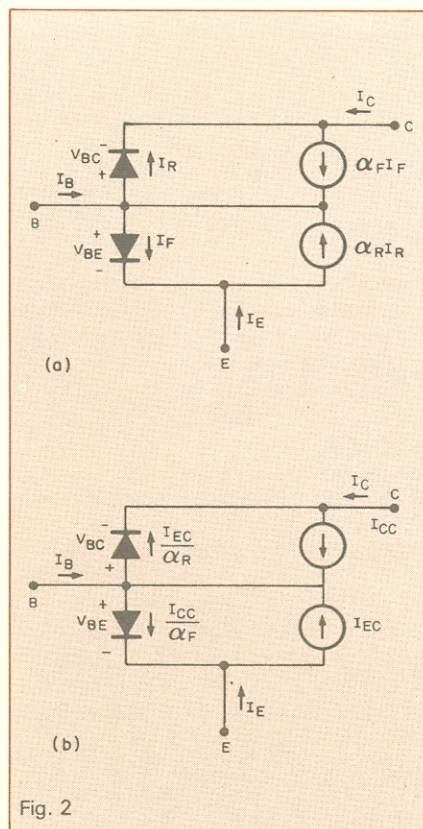 I_C
C
V_BC
-
+
I_R
α_F I_F
I_B
B
+
V_BE
-
I_F
α_R I_R
I_E
E
(a)
I_C
C
I_CC
-
V_BC
+
I_EC
α_R
I_B
B
+
V_BE
-
I_CC
α_F
I_EC
I_E
E
(b)
Fig. 2